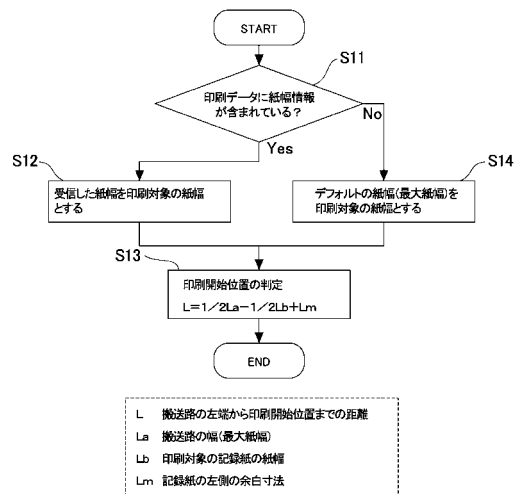 START
S11
印刷データに紙幅情報
が含まれている？
No
Yes
S12
受信した紙幅を印刷対象の紙幅
とする
S14
デフォルトの紙幅(最大紙幅)を
印刷対象の紙幅とする
S13
印刷開始位置の判定
L=1/2La-1/2Lb+Lm
END
L 搬送路の左端から印刷開始位置までの距離
La 搬送路の幅(最大紙幅)
Lb 印刷対象の記録紙の紙幅
Lm 記録紙の左側の余白寸法